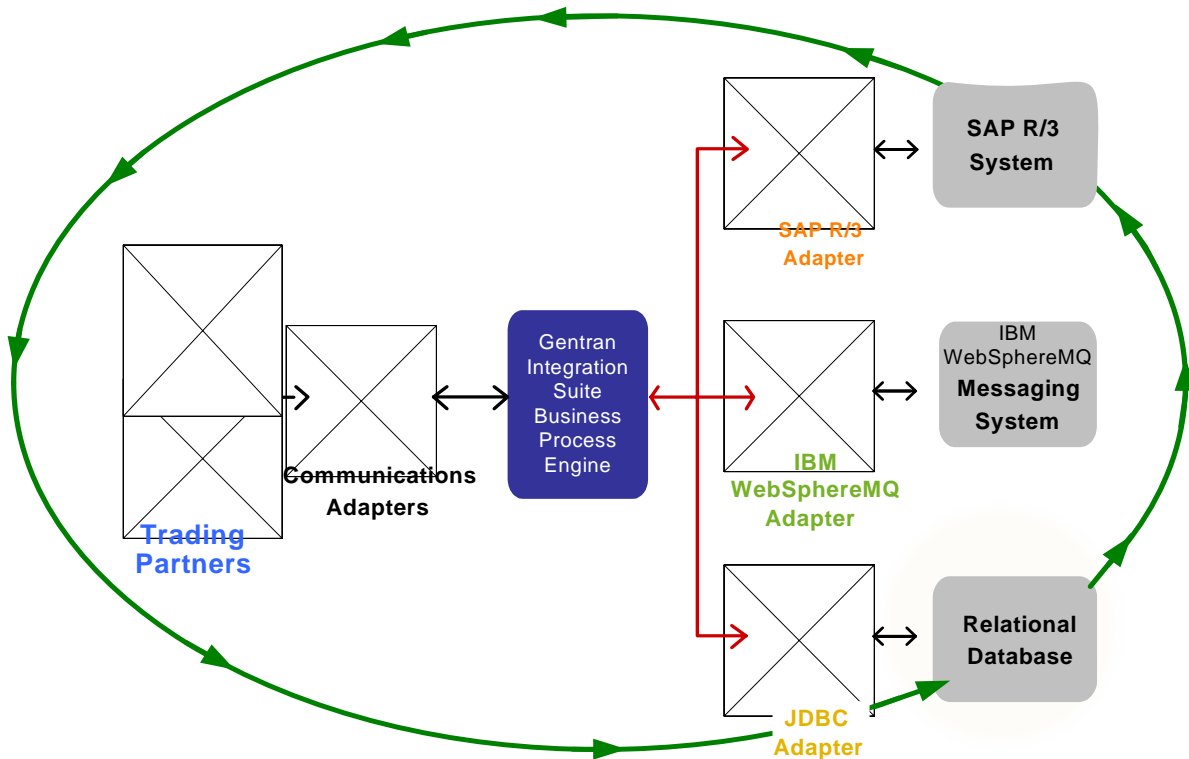 SAP R/3
System
SAP R/3
Adapter
Trading
Partners
Communications
Adapters
Gentran
Integration
Suite
Business
Process
Engine
IBM
WebSphereMQ
Adapter
IBM
WebSphereMQ
Messaging
System
JDBC
Adapter
Relational
Database